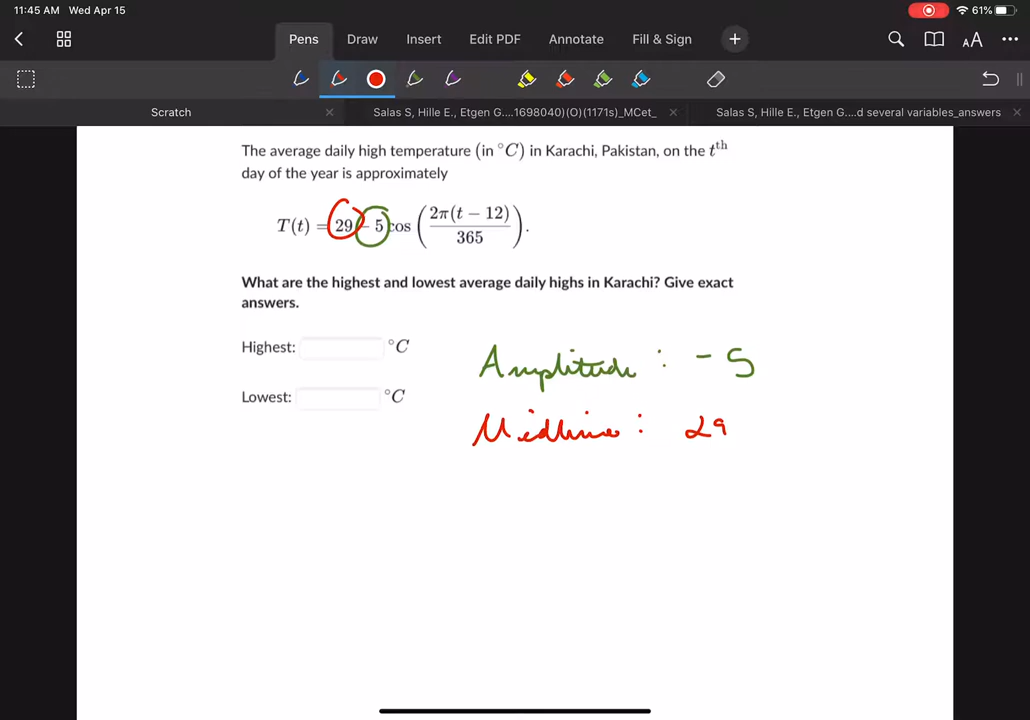 11:45 AM Wed Apr 15
61%
Pens Draw Insert Edit PDF Annotate Fill & Sign
Scratch
Salas S, Hille E., Etgen G....1698040)(O)(1171s)_MCet_
Salas S, Hille E., Etgen G....d several variables_answers
The average daily high temperature (in °C) in Karachi, Pakistan, on the t^th
day of the year is approximately
T(t) = 29 − 5 cos (2π(t − 12)/365).
What are the highest and lowest average daily highs in Karachi? Give exact
answers.
Highest: °C
Lowest: °C
Amplitude : - 5
Midline : 29